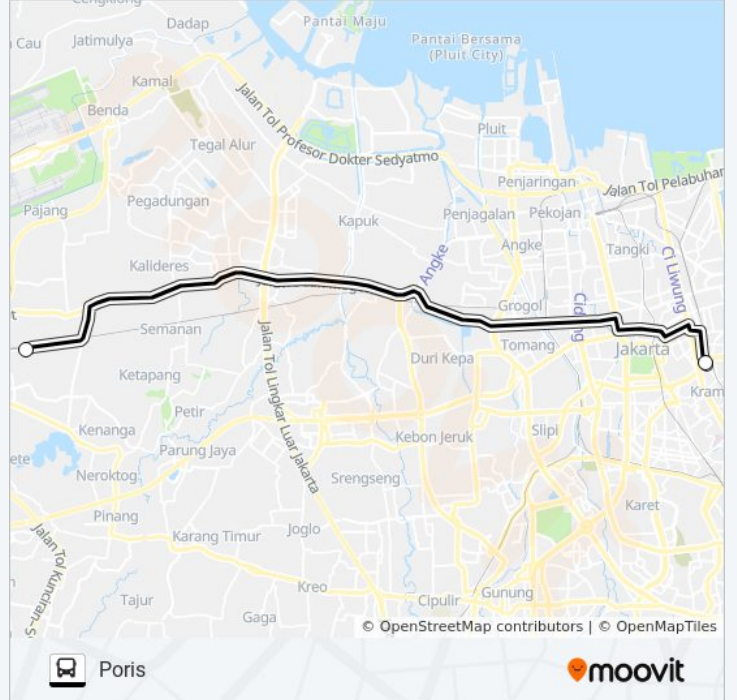 Cengklong
Dadap
Pantai Maju
Cau
Jatimulya
Pantai Bersama
(Pluit City)
Kamal
Benda
Jalan Tol Profesor Dokter Sedyatmo
Pluit
Tegal Alur
Penjaringan
Jalan Tol Pelabuhan
Pegadungan
Pajang
Kapuk
Penjagalan
Pekojan
Angke
Tangki
Kalideres
Angke
Ci Liwung
Cideng
Grogol
t
Semanan
Tomang
Jakarta
Duri Kepa
Ketapang
Jalan Tol Lingkar Luar Jakarta
Kram
Petir
Kenanga
Kebon Jeruk
Slipi
ete
Parung Jaya
Neroktog
Srengseng
Karet
Pinang
Joglo
Karang Timur
Jalan Tol Kunciran-S
Kreo
Tajur
Cipulir
Gunung
Gaga
© OpenStreetMap contributors | © OpenMapTiles
Poris
moovit